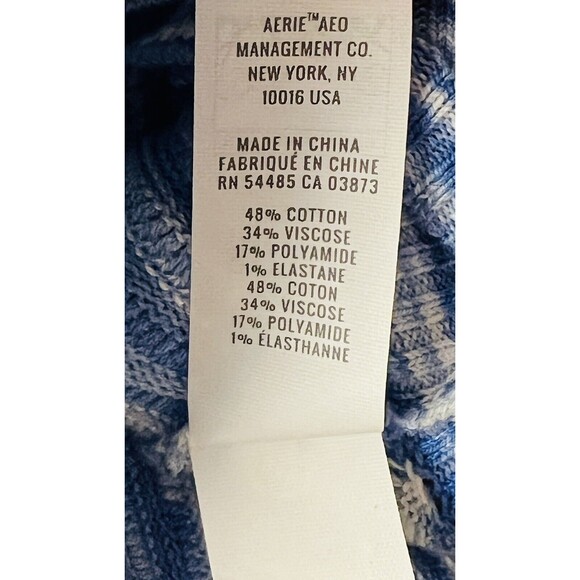 AERIE™AEO
MANAGEMENT CO.
NEW YORK, NY
10016 USA
MADE IN CHINA
FABRIQUÉ EN CHINE
RN 54485 CA 03873
48% COTTON
34% VISCOSE
17% POLYAMIDE
1% ELASTANE
48% COTON
34% VISCOSE
17% POLYAMIDE
1% ÉLASTHANNE